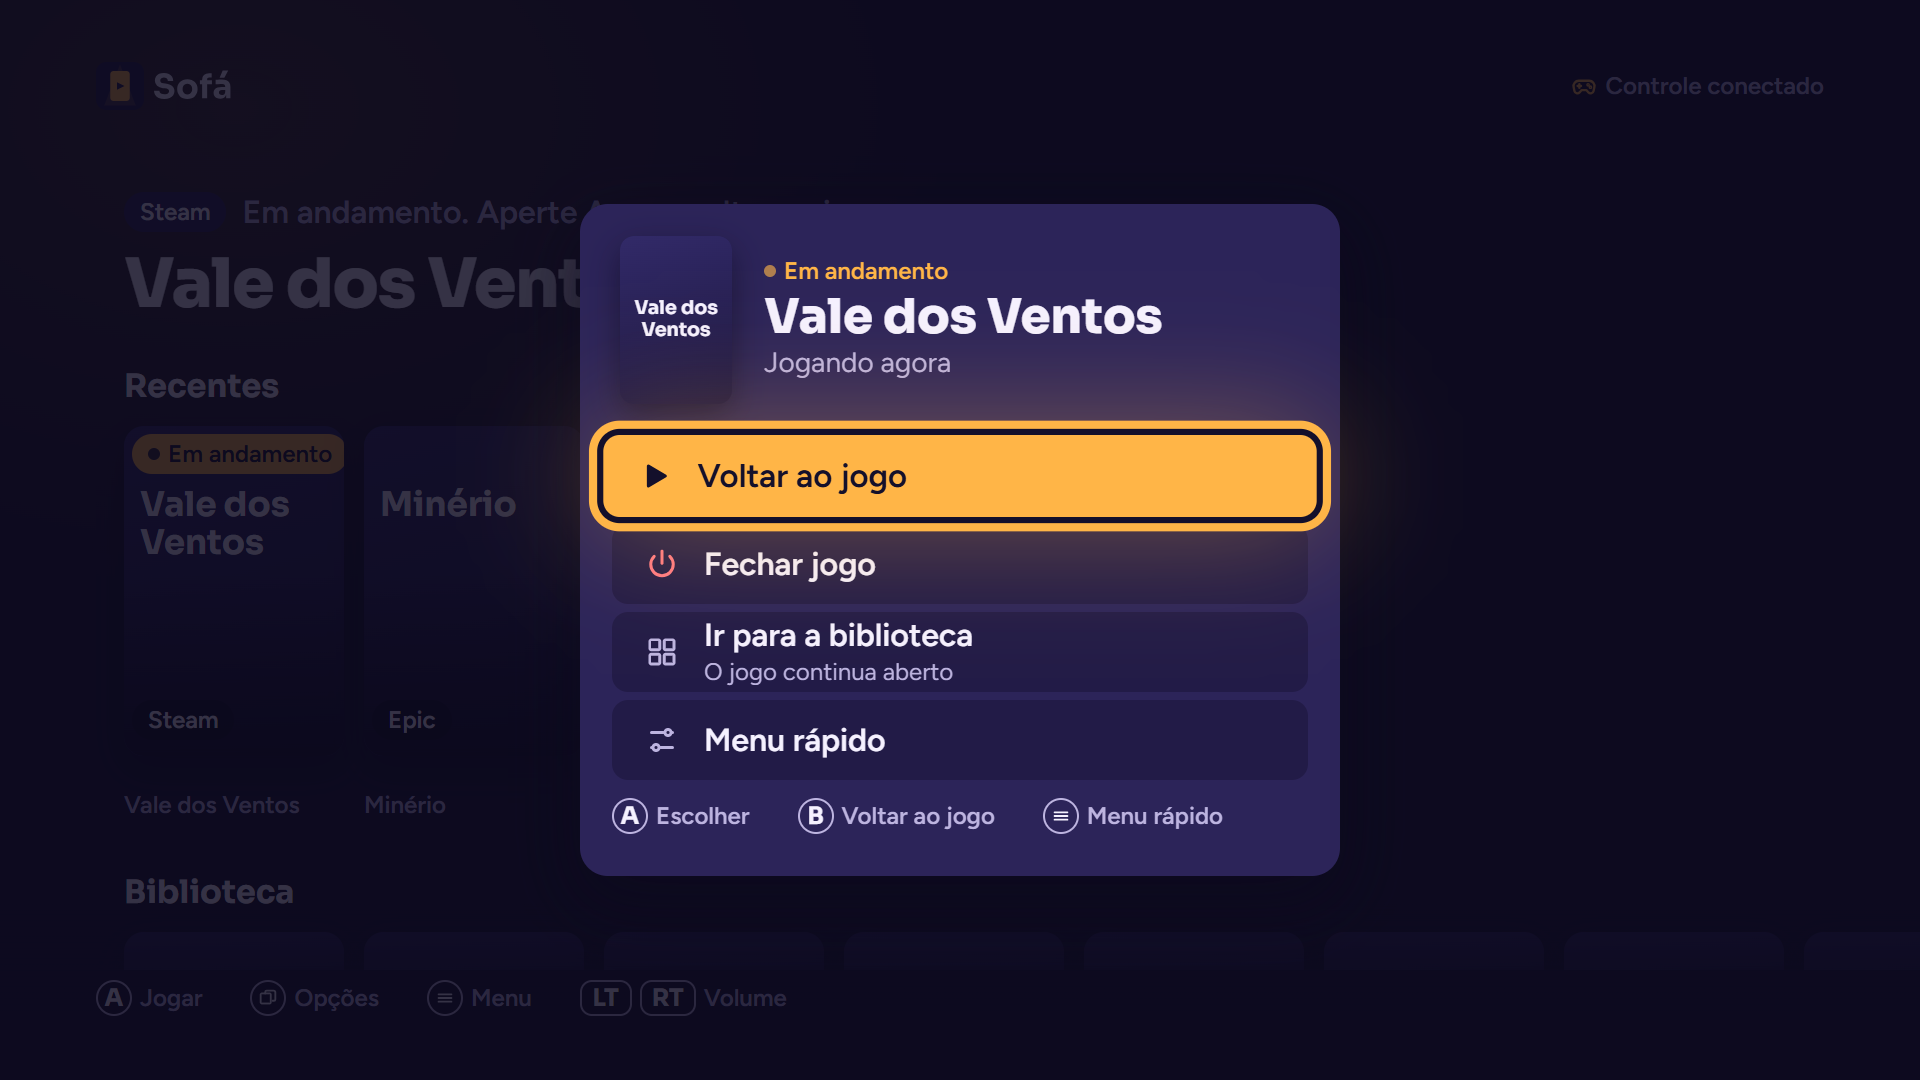 Sofá
Controle conectado
Steam
Em andamento. Aperte
Vale dos Vent
Recentes
Em andamento
Vale dos
Ventos
Steam
Vale dos Ventos
Minério
Epic
Minério
Biblioteca
Vale dos
Ventos
Em andamento
Vale dos Ventos
Jogando agora
Voltar ao jogo
Fechar jogo
Ir para a biblioteca
O jogo continua aberto
Menu rápido
A Escolher
B Voltar ao jogo
Menu rápido
A Jogar
Opções
Menu
LT RT Volume